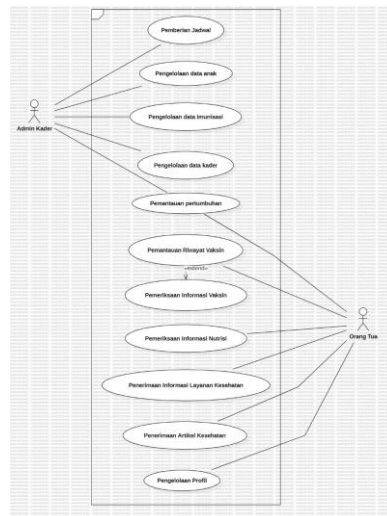 Pemberian Jadwal
Pengelolaan data anak
Admin Kader
Pengelolaan data imunisasi
Pengelolaan data kader
Pemantauan pertumbuhan
Pemantauan Riwayat Vaksin
«extend»
Pemeriksaan Informasi Vaksin
Orang Tua
Pemeriksaan Informasi Nutrisi
Penerimaan Informasi Layanan Kesehatan
Penerimaan Artikel Kesehatan
Pengelolaan Profil